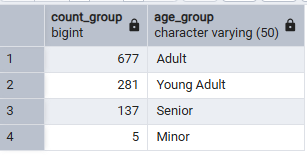 count_group age_group
bigint character varying (50)
1 677 Adult
2 281 Young Adult
3 137 Senior
4 5 Minor